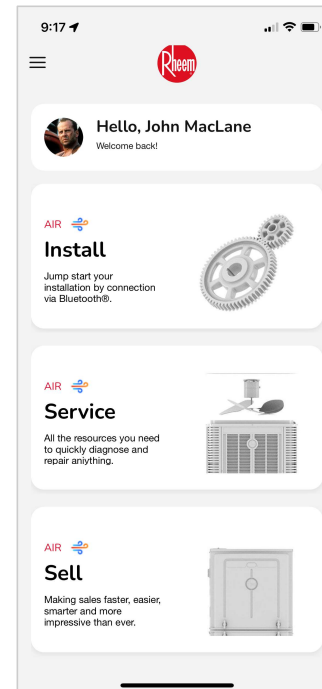 9:17
Rheem
Hello, John MacLane
Welcome back!
AIR
Install
Jump start your
installation by connection
via Bluetooth®.
AIR
Service
All the resources you need
to quickly diagnose and
repair aniything.
AIR
Sell
Making sales faster, easier,
smarter and more
impressive than ever.